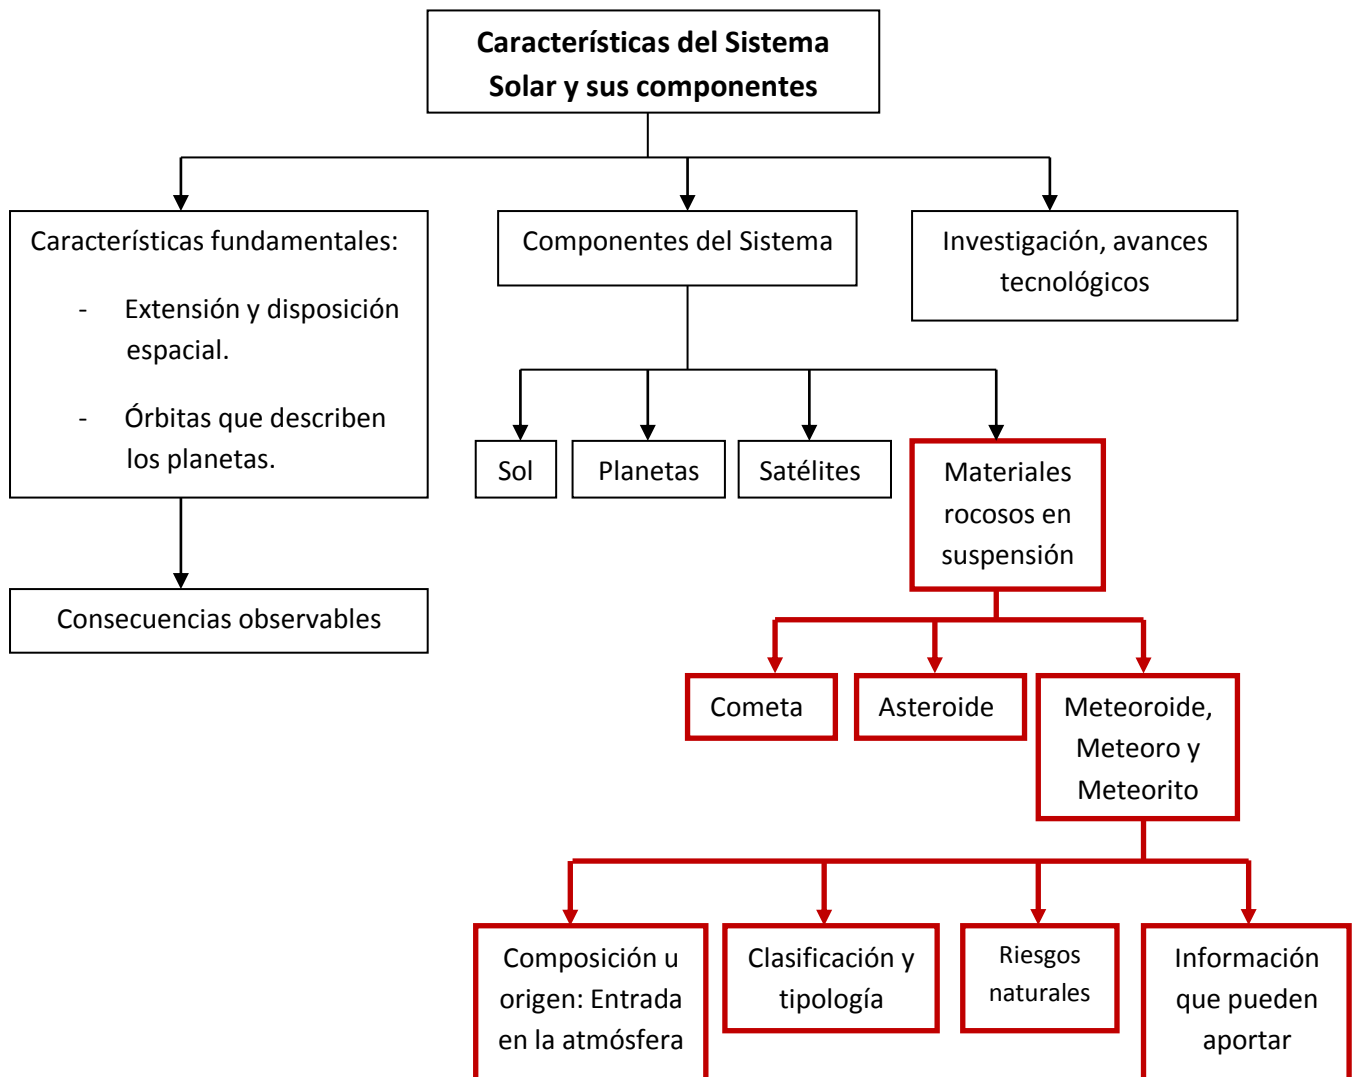 Características del Sistema
Solar y sus componentes
Características fundamentales:
- Extensión y disposición
espacial.
- Órbitas que describen
los planetas.
Componentes del Sistema
Investigación, avances
tecnológicos
Sol
Planetas
Satélites
Materiales
rocosos en
suspensión
Consecuencias observables
Cometa
Asteroide
Meteoroide,
Meteoro y
Meteorito
Composición u
origen: Entrada
en la atmósfera
Clasificación y
tipología
Riesgos
naturales
Información
que pueden
aportar